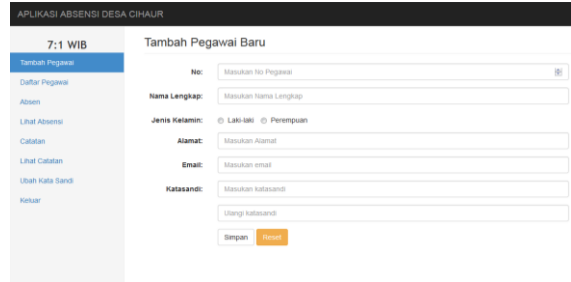 APLIKASI ABSENSI DESA CIHAUR
7:1 WIB
Tambah Pegawai
Daftar Pegawai
Absen
Lihat Absensi
Catatan
Lihat Catatan
Ubah Kata Sandi
Keluar
Tambah Pegawai Baru
No: Masukan No Pegawai
Nama Lengkap: Masukan Nama Lengkap
Jenis Kelamin: Laki-laki Perempuan
Alamat: Masukan Alamat
Email: Masukan email
Katasandi: Masukan katasandi
Ulangi katasandi
Simpan Reset